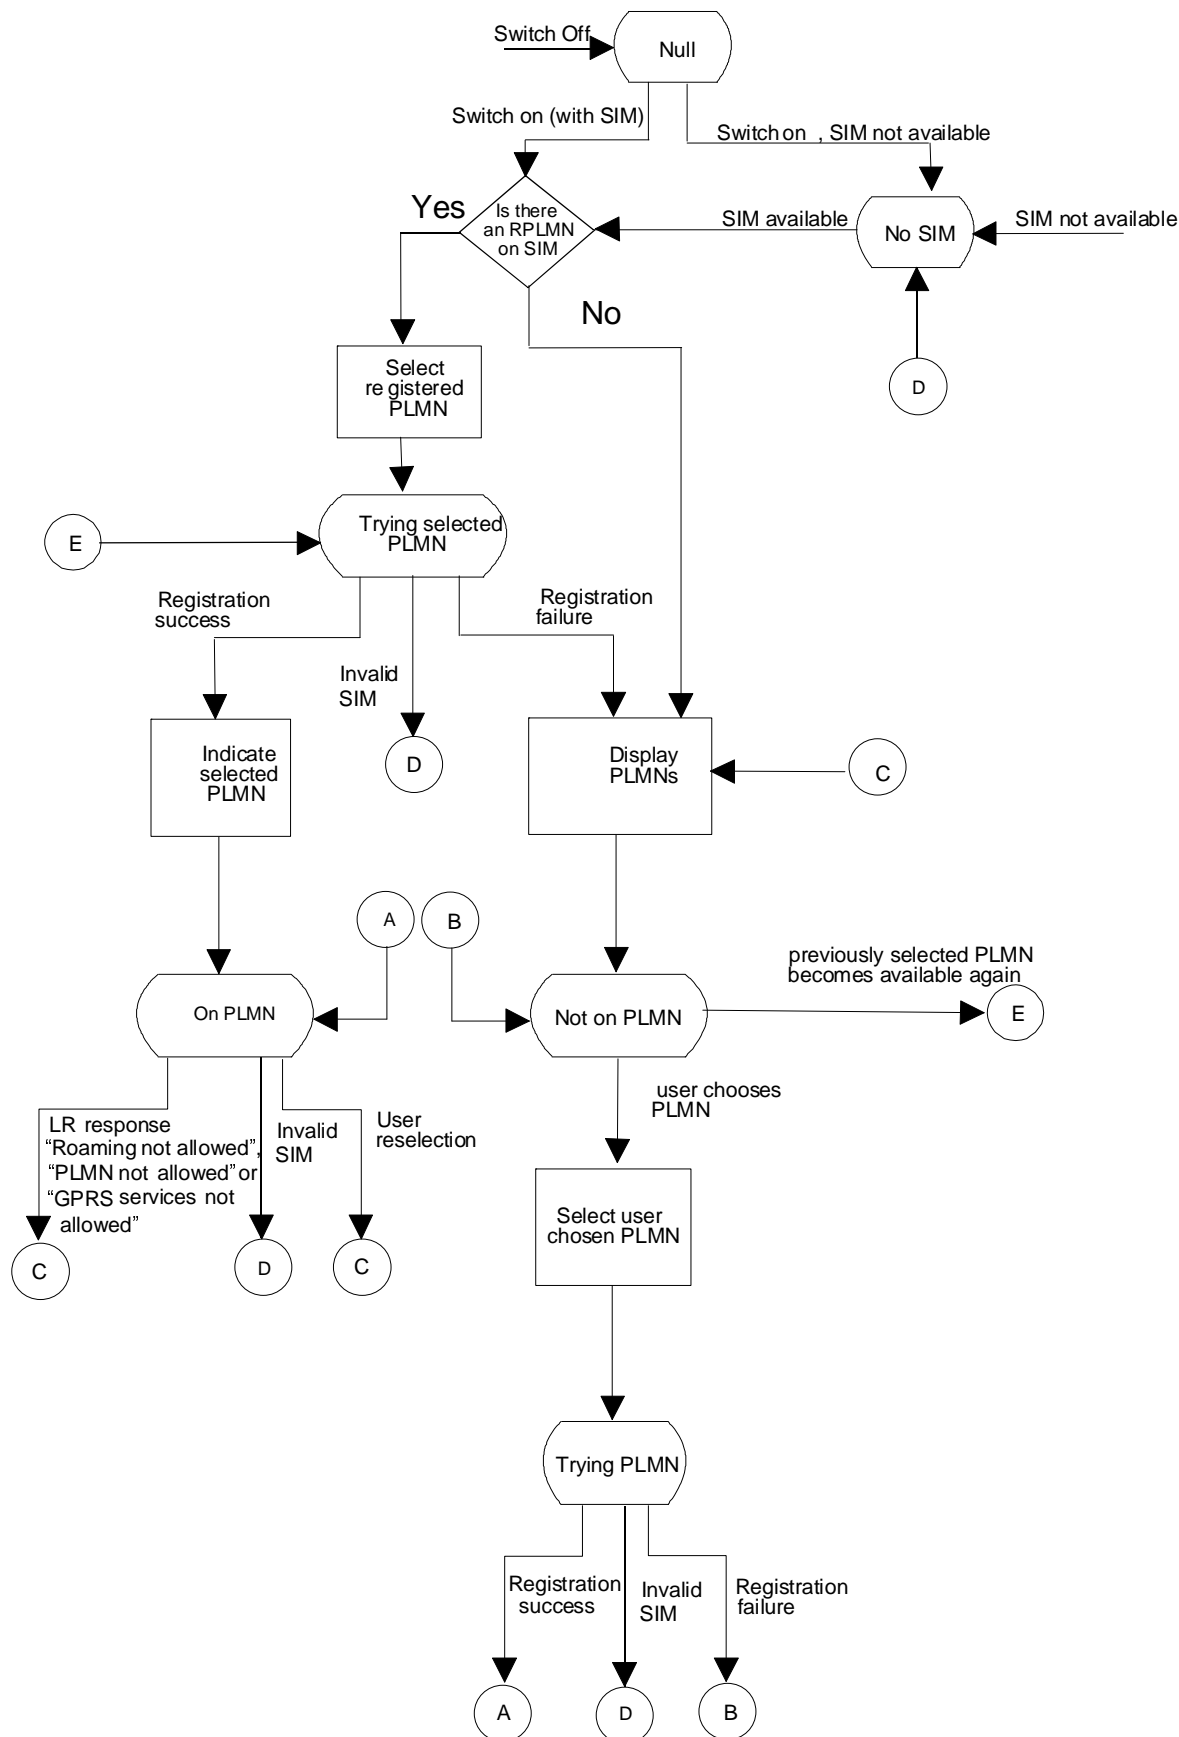 Switch Off
Null
Switch on (with SIM)
Switch on , SIM not available
Yes
Is there
an RPLMN
on SIM
SIM available
No SIM
SIM not available
No
D
Select
re gistered
PLMN
E
Trying selected
PLMN
Registration
success
Invalid
SIM
Registration
failure
Indicate
selected
PLMN
D
Display
PLMNs
C
A
B
On PLMN
Not on PLMN
previously selected PLMN
becomes available again
E
LR response
“Roaming not allowed”,
“PLMN not allowed” or
“GPRS services not
allowed”
Invalid
SIM
User
reselection
user chooses
PLMN
C
D
C
Select user
chosen PLMN
Trying PLMN
Registration
success
Invalid
SIM
Registration
failure
A
D
B